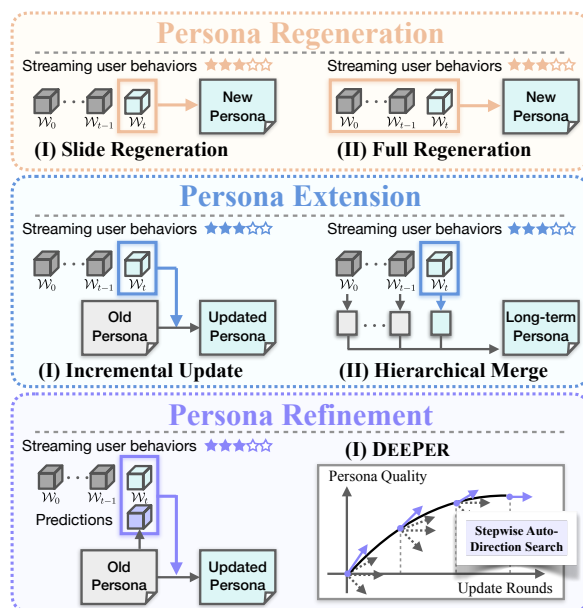 Persona Regeneration
Streaming user behaviors ★★★☆☆
W₀ ··· Wₜ₋₁ Wₜ
New Persona
(I) Slide Regeneration
Streaming user behaviors ★★★☆☆
W₀ ··· Wₜ₋₁ Wₜ
New Persona
(II) Full Regeneration
Persona Extension
Streaming user behaviors ★★★☆☆
W₀ ··· Wₜ₋₁ Wₜ
Old Persona
Updated Persona
(I) Incremental Update
Streaming user behaviors ★★★☆☆
W₀ ··· Wₜ₋₁ Wₜ
Long-term Persona
(II) Hierarchical Merge
Persona Refinement
Streaming user behaviors ★★★☆☆
W₀ ··· Wₜ₋₁ Wₜ
Predictions
Old Persona
Updated Persona
(I) DEEPER
Persona Quality
Stepwise Auto-
Direction Search
Update Rounds